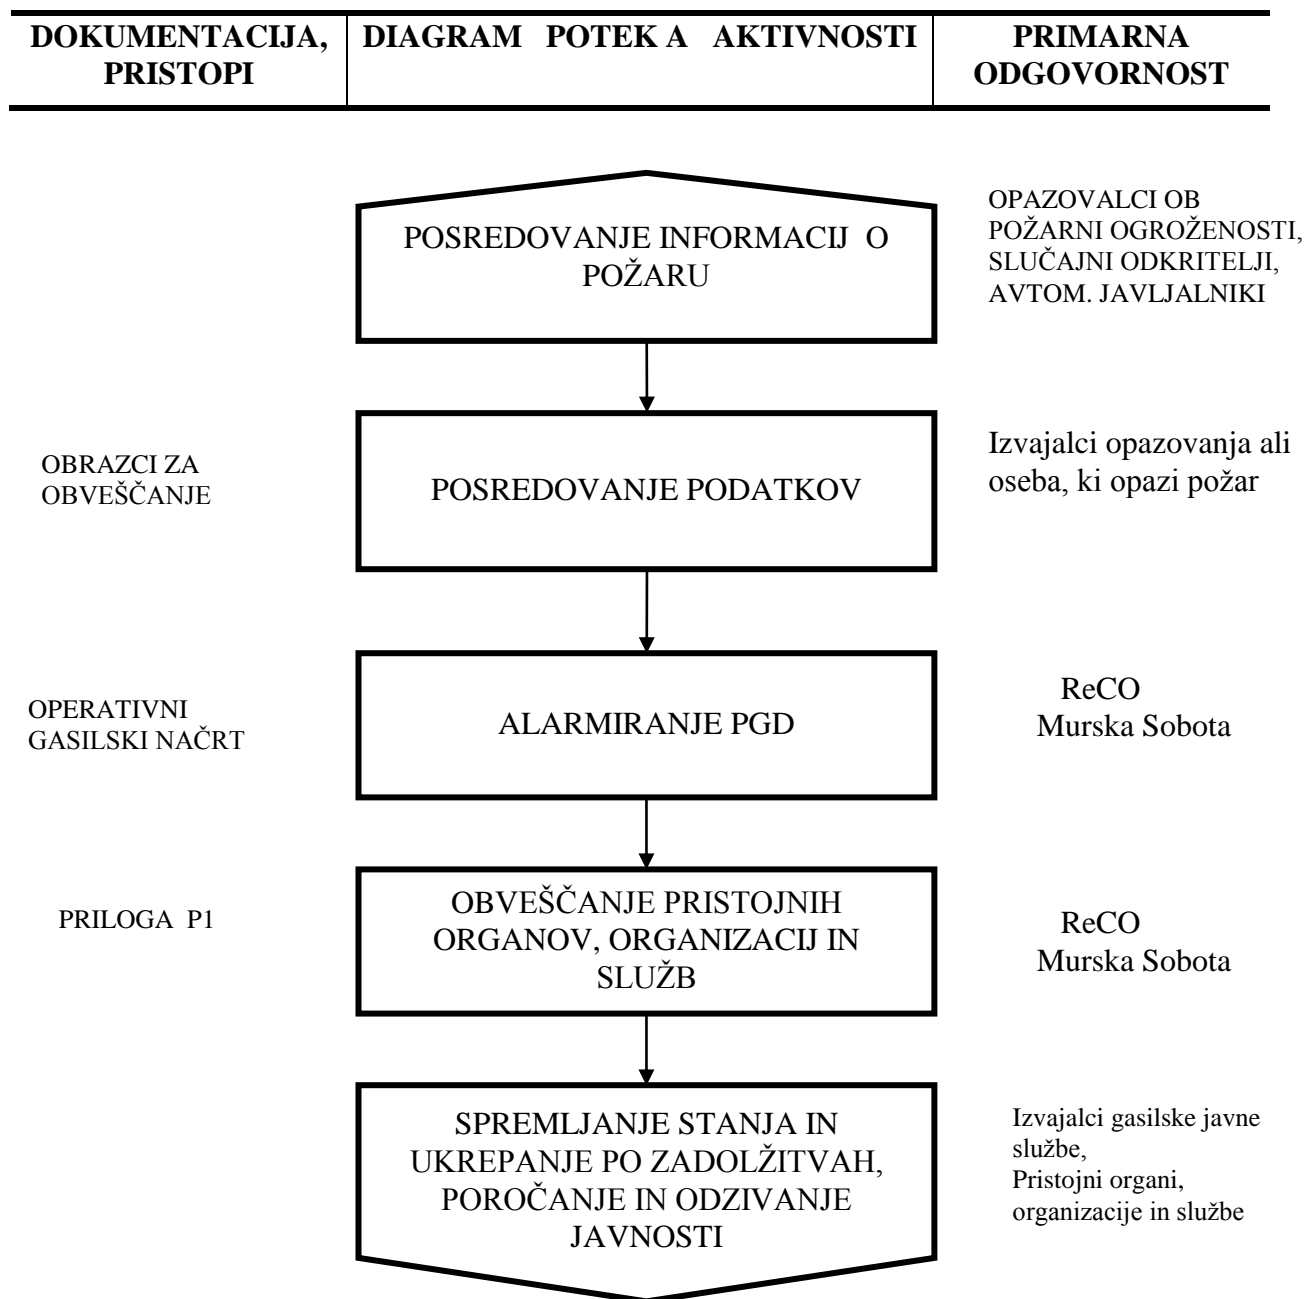 DOKUMENTACIJA,
PRISTOPI
DIAGRAM POTEK A AKTIVNOSTI
PRIMARNA
ODGOVORNOST
POSREDOVANJE INFORMACIJ O
POŽARU
OPAZOVALCI OB
POŽARNI OGROŽENOSTI,
SLUČAJNI ODKRITELJI,
AVTOM. JAVLJALNIKI
OBRAZCI ZA
OBVEŠČANJE
POSREDOVANJE PODATKOV
Izvajalci opazovanja ali
oseba, ki opazi požar
OPERATIVNI
GASILSKI NAČRT
ALARMIRANJE PGD
ReCO
Murska Sobota
PRILOGA P1
OBVEŠČANJE PRISTOJNIH
ORGANOV, ORGANIZACIJ IN
SLUŽB
ReCO
Murska Sobota
SPREMLJANJE STANJA IN
UKREPANJE PO ZADOLŽITVAH,
POROČANJE IN ODZIVANJE
JAVNOSTI
Izvajalci gasilske javne
službe,
Pristojni organi,
organizacije in službe